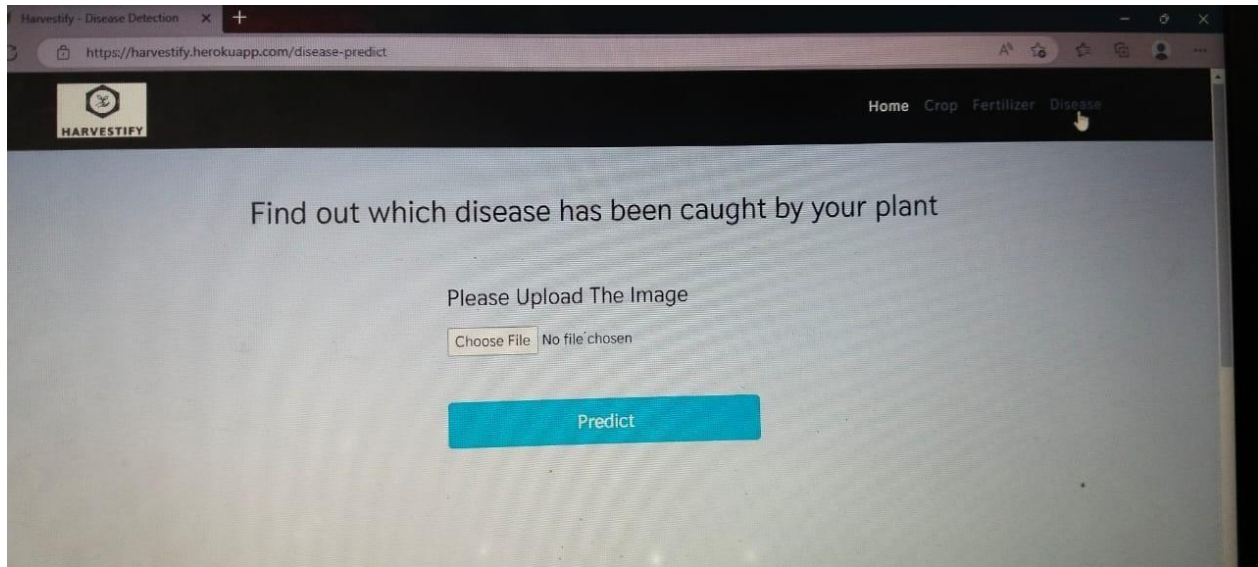 Harvestify - Disease Detection
https://harvestify.herokuapp.com/disease-predict
HARVESTIFY
Home Crop Fertilizer Disease
Find out which disease has been caught by your plant
Please Upload The Image
Choose File No file chosen
Predict